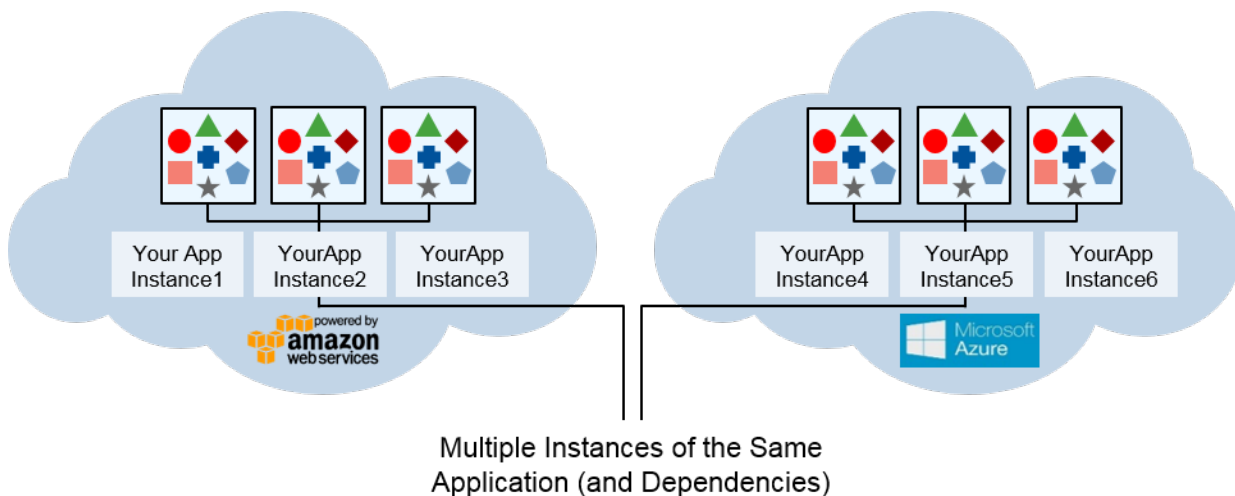 Your App
Instance1
YourApp
Instance2
YourApp
Instance3
YourApp
Instance4
YourApp
Instance5
YourApp
Instance6
powered by
amazon
webservices
Microsoft
Azure
Multiple Instances of the Same
Application (and Dependencies)